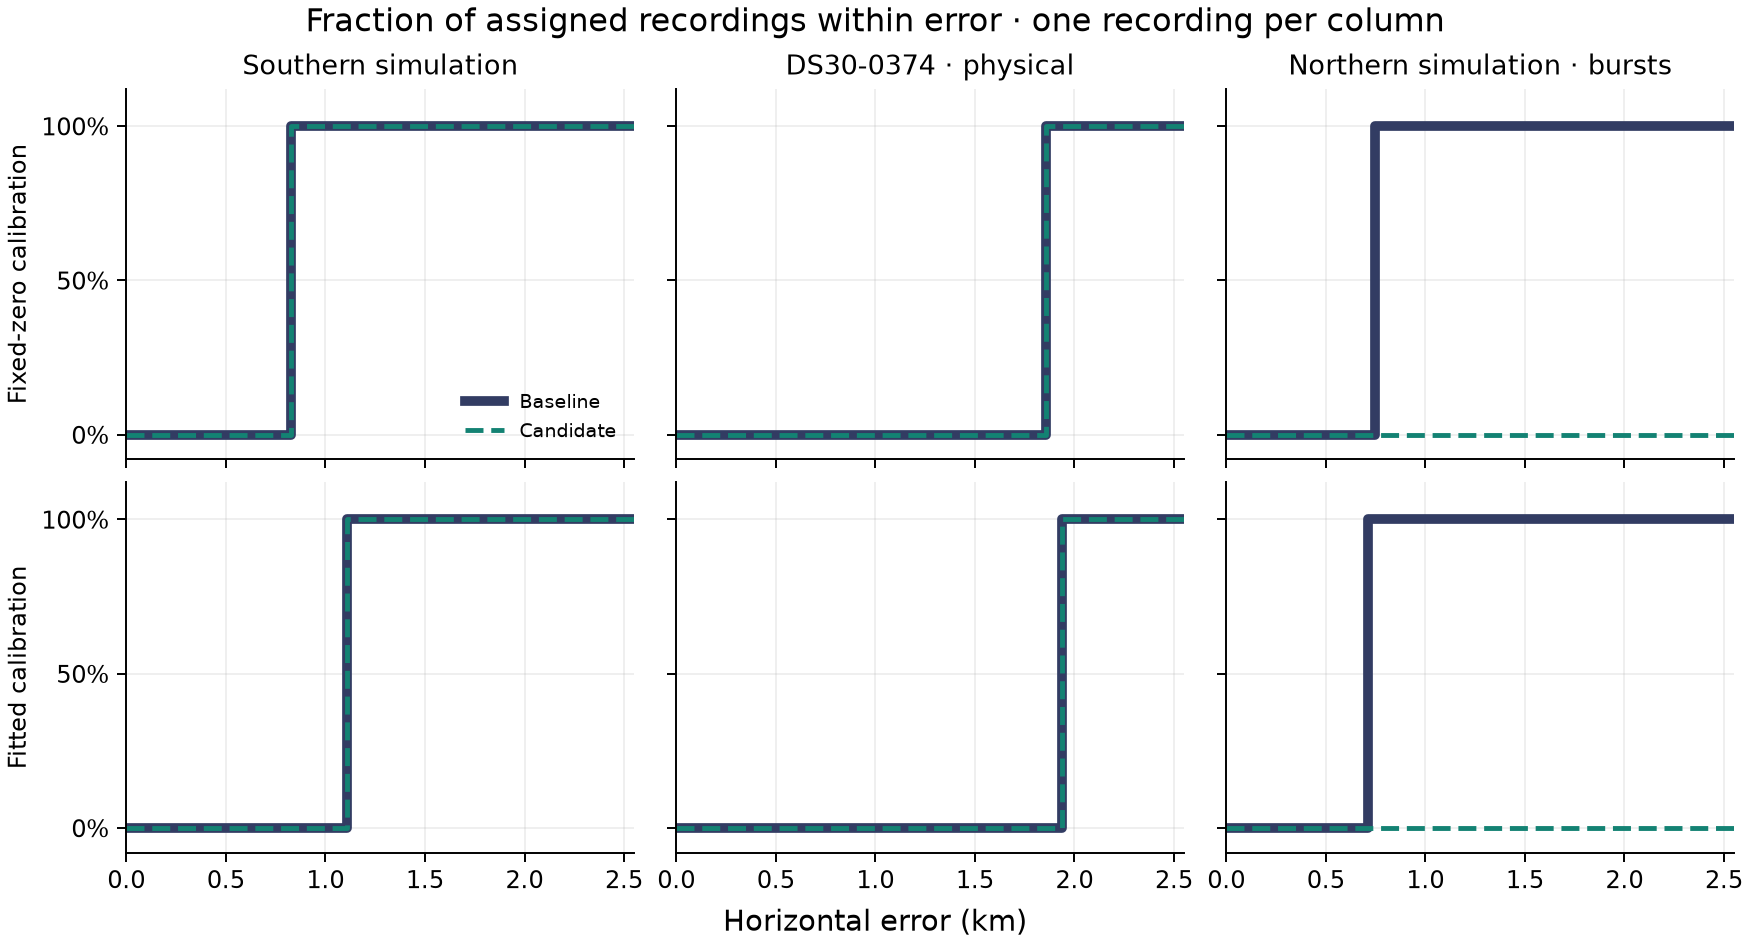 Fraction of assigned recordings within error · one recording per column
Southern simulation
DS30-0374 · physical
Northern simulation · bursts
Fixed-zero calibration
100%
50%
0%
Baseline
Candidate
Fitted calibration
100%
50%
0%
0.0 0.5 1.0 1.5 2.0 2.5
0.0 0.5 1.0 1.5 2.0 2.5
0.0 0.5 1.0 1.5 2.0 2.5
Horizontal error (km)